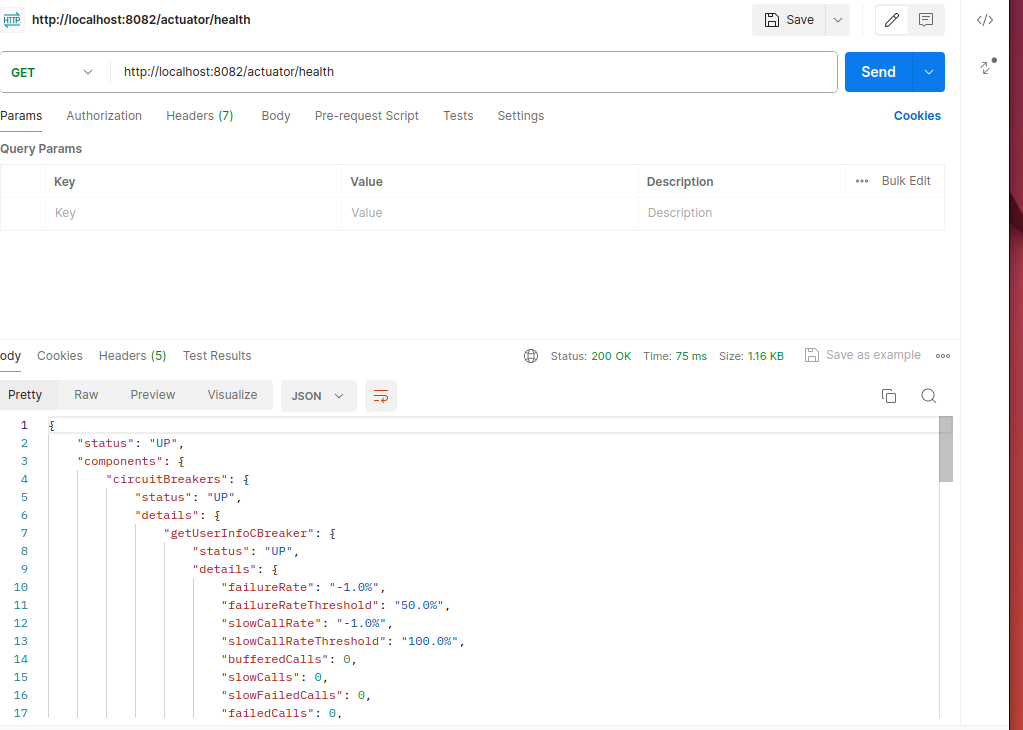 HTTP http://localhost:8082/actuator/health Save
GET http://localhost:8082/actuator/health Send
Params Authorization Headers (7) Body Pre-request Script Tests Settings Cookies
Query Params
Key Value Description Bulk Edit
Key Value Description
ody Cookies Headers (5) Test Results Status: 200 OK Time: 75 ms Size: 1.16 KB Save as example
Pretty Raw Preview Visualize JSON
1 {
2 "status": "UP",
3 "components": {
4 "circuitBreakers": {
5 "status": "UP",
6 "details": {
7 "getUserInfoCBreaker": {
8 "status": "UP",
9 "details": {
10 "failureRate": "-1.0%",
11 "failureRateThreshold": "50.0%",
12 "slowCallRate": "-1.0%",
13 "slowCallRateThreshold": "100.0%",
14 "bufferedCalls": 0,
15 "slowCalls": 0,
16 "slowFailedCalls": 0,
17 "failedCalls": 0,